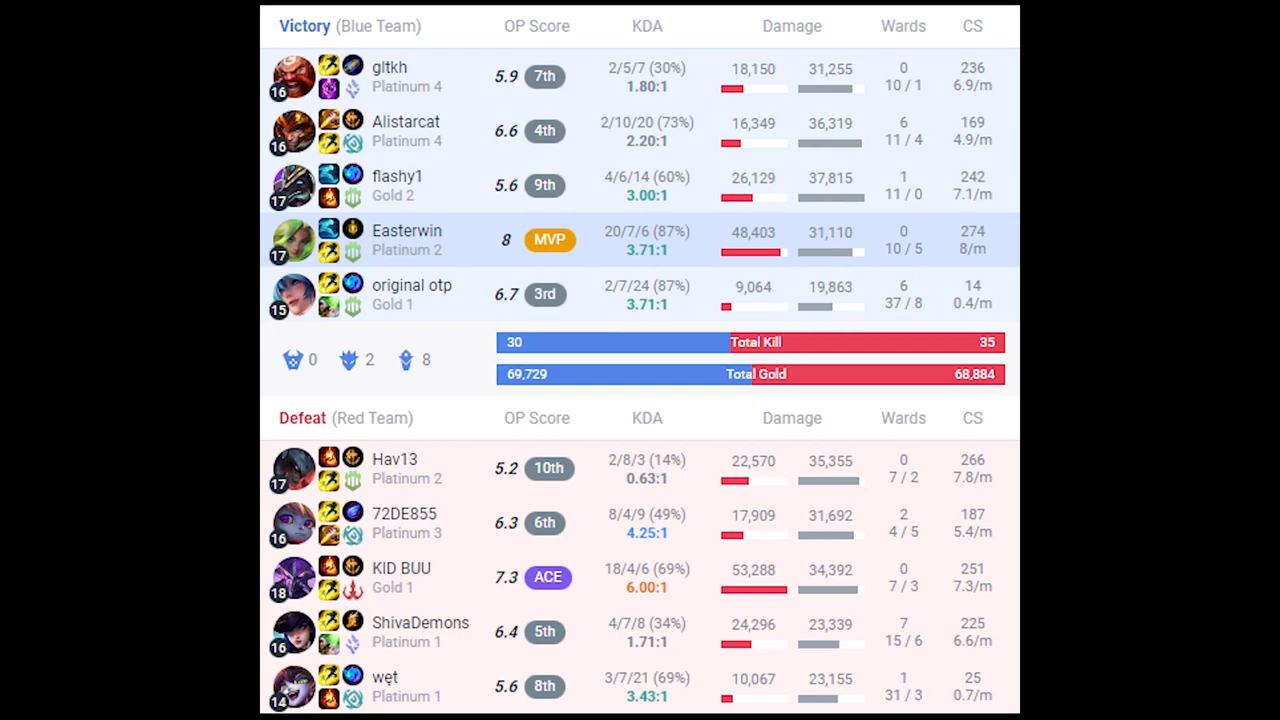 Victory (Blue Team) OP Score KDA Damage Wards CS
16 gltkh Platinum 4 5.9 7th 2/5/7 (30%) 1.80:1 18,150 31,255 0 10 / 1 236 6.9/m
16 Alistarcat Platinum 4 6.6 4th 2/10/20 (73%) 2.20:1 16,349 36,319 6 11 / 4 169 4.9/m
17 flashy1 Gold 2 5.6 9th 4/6/14 (60%) 3.00:1 26,129 37,815 1 11 / 0 242 7.1/m
17 Easterwin Platinum 2 8 MVP 20/7/6 (87%) 3.71:1 48,403 31,110 0 10 / 5 274 8/m
15 original otp Gold 1 6.7 3rd 2/7/24 (87%) 3.71:1 9,064 19,863 6 37 / 8 14 0.4/m
30 Total Kill 35
0 2 8
69,729 Total Gold 68,884
Defeat (Red Team) OP Score KDA Damage Wards CS
17 Hav13 Platinum 2 5.2 10th 2/8/3 (14%) 0.63:1 22,570 35,355 0 7 / 2 266 7.8/m
16 72DE855 Platinum 3 6.3 6th 8/4/9 (49%) 4.25:1 17,909 31,692 2 4 / 5 187 5.4/m
18 KID BUU Gold 1 7.3 ACE 18/4/6 (69%) 6.00:1 53,288 34,392 0 7 / 3 251 7.3/m
16 ShivaDemons Platinum 1 6.4 5th 4/7/8 (34%) 1.71:1 24,296 23,339 7 15 / 6 225 6.6/m
14 węt Platinum 1 5.6 8th 3/7/21 (69%) 3.43:1 10,067 23,155 1 31 / 3 25 0.7/m